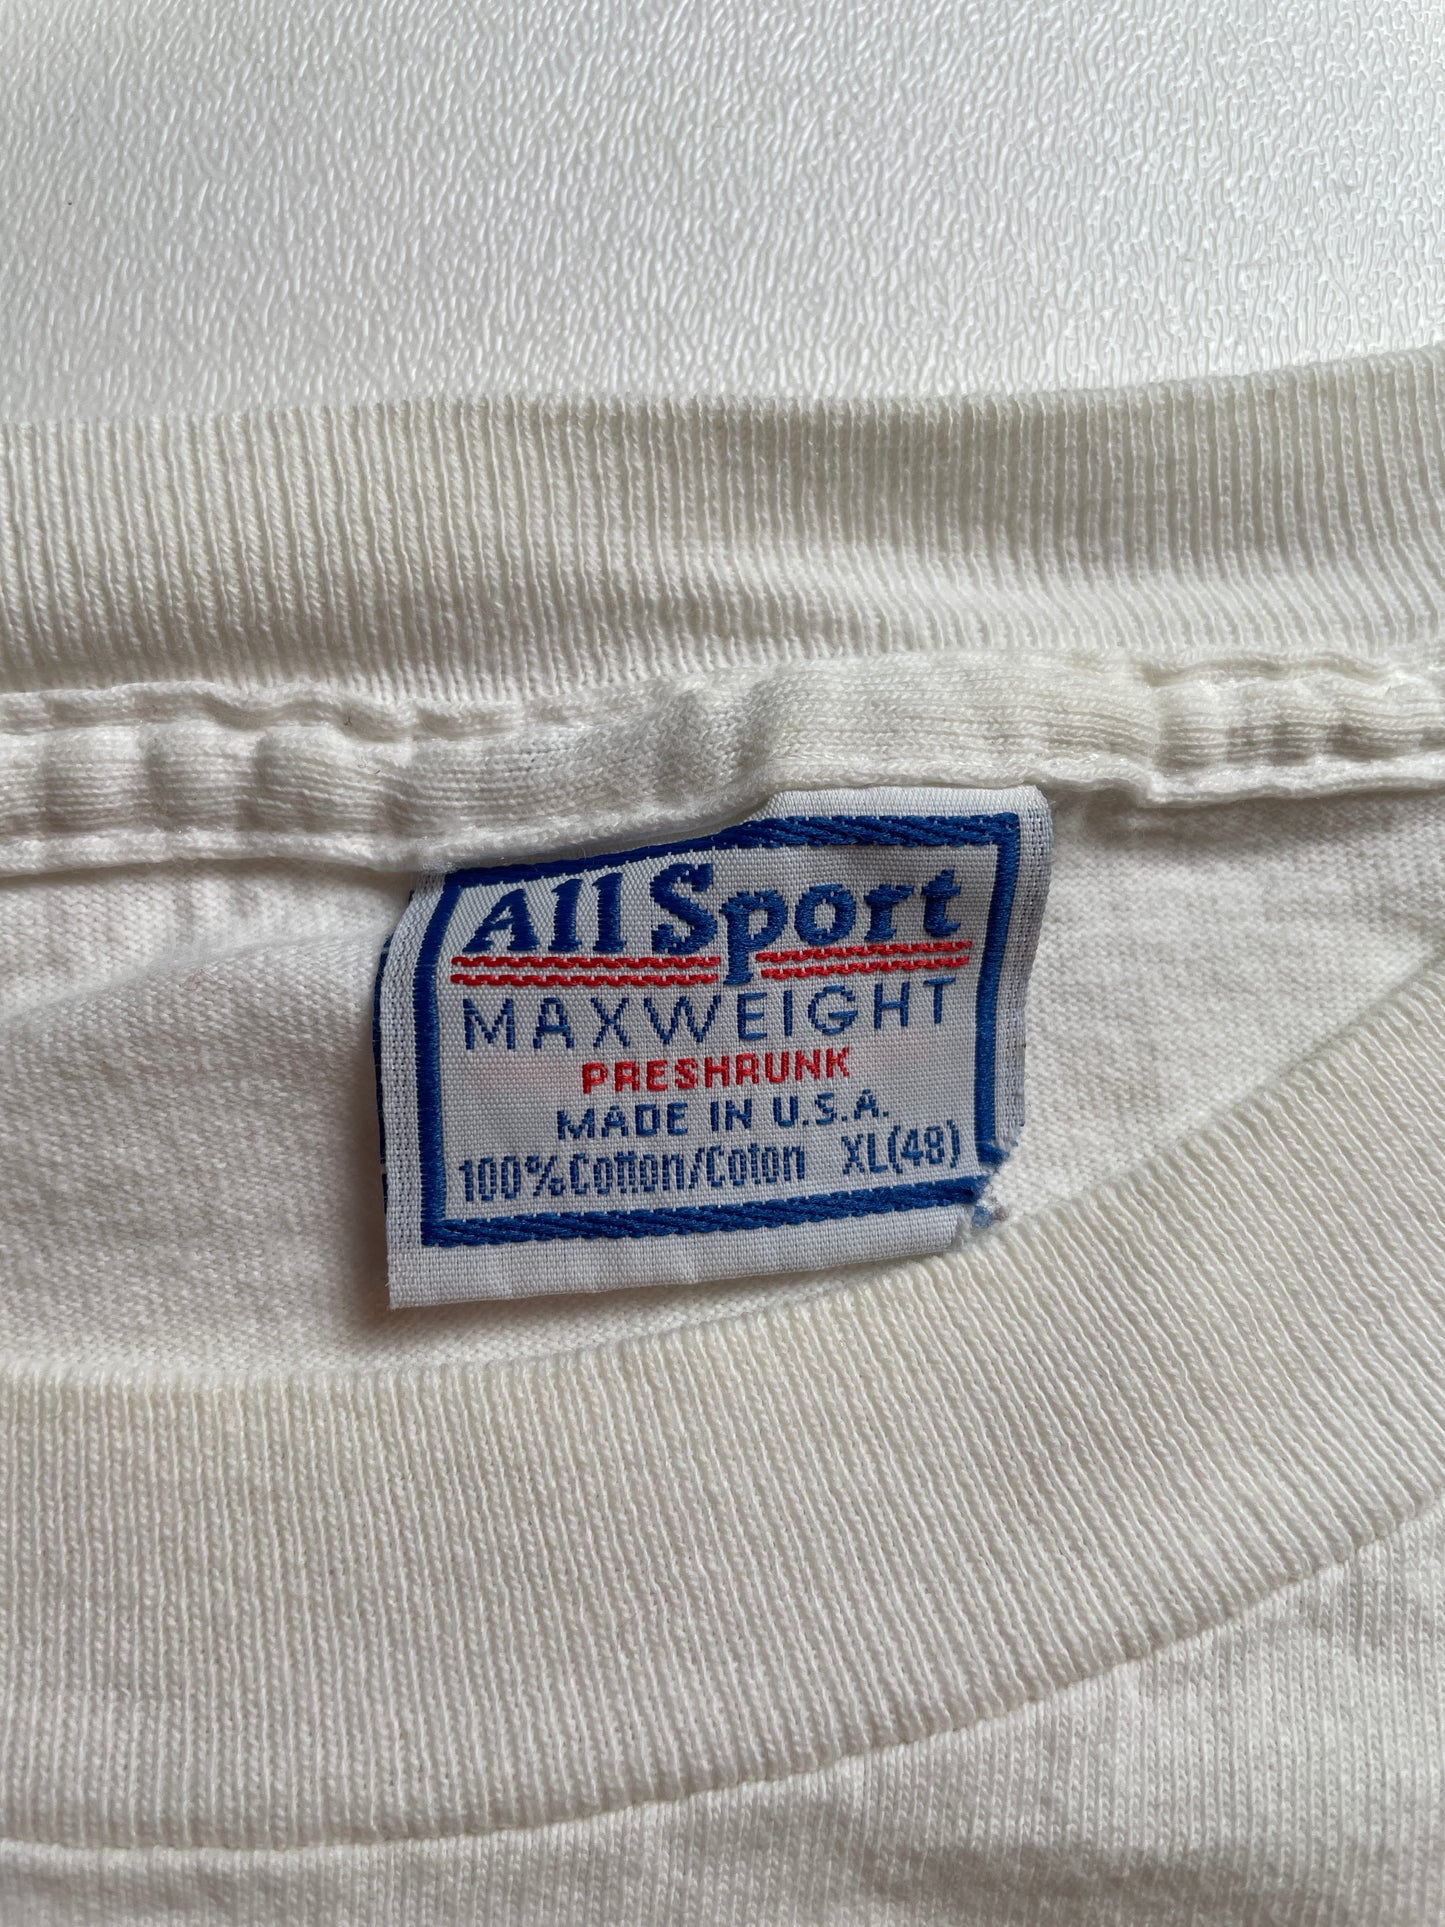 All Sport
MAXWEIGHT
PRESHRUNK
MADE IN U.S.A.
100% Cotton/Coton XL(48)